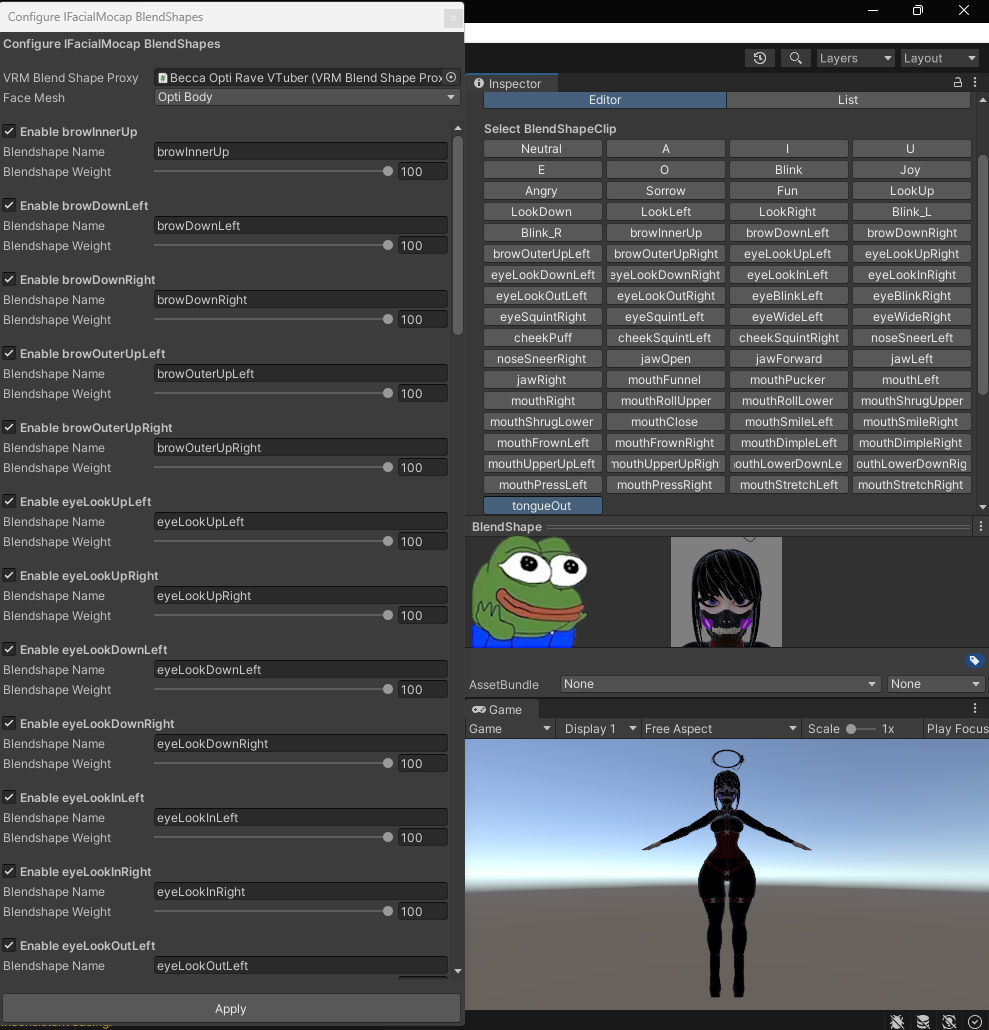 Configure IFacialMocap BlendShapes
x
Configure IFacialMocap BlendShapes
VRM Blend Shape Proxy
Becca Opti Rave VTuber (VRM Blend Shape Prox
Face Mesh
Opti Body
Enable browInnerUp
Blendshape Name browInnerUp
Blendshape Weight 100
Enable browDownLeft
Blendshape Name browDownLeft
Blendshape Weight 100
Enable browDownRight
Blendshape Name browDownRight
Blendshape Weight 100
Enable browOuterUpLeft
Blendshape Name browOuterUpLeft
Blendshape Weight 100
Enable browOuterUpRight
Blendshape Name browOuterUpRight
Blendshape Weight 100
Enable eyeLookUpLeft
Blendshape Name eyeLookUpLeft
Blendshape Weight 100
Enable eyeLookUpRight
Blendshape Name eyeLookUpRight
Blendshape Weight 100
Enable eyeLookDownLeft
Blendshape Name eyeLookDownLeft
Blendshape Weight 100
Enable eyeLookDownRight
Blendshape Name eyeLookDownRight
Blendshape Weight 100
Enable eyeLookInLeft
Blendshape Name eyeLookInLeft
Blendshape Weight 100
Enable eyeLookInRight
Blendshape Name eyeLookInRight
Blendshape Weight 100
Enable eyeLookOutLeft
Blendshape Name eyeLookOutLeft
Apply
Layers Layout
Inspector
Editor List
Select BlendShapeClip
Neutral A I U
E O Blink Joy
Angry Sorrow Fun LookUp
LookDown LookLeft LookRight Blink_L
Blink_R browInnerUp browDownLeft browDownRight
browOuterUpLeft browOuterUpRight eyeLookUpLeft eyeLookUpRight
eyeLookDownLeft eyeLookDownRight eyeLookInLeft eyeLookInRight
eyeLookOutLeft eyeLookOutRight eyeBlinkLeft eyeBlinkRight
eyeSquintRight eyeSquintLeft eyeWideLeft eyeWideRight
cheekPuff cheekSquintLeft cheekSquintRight noseSneerLeft
noseSneerRight jawOpen jawForward jawLeft
jawRight mouthFunnel mouthPucker mouthLeft
mouthRight mouthRollUpper mouthRollLower mouthShrugUpper
mouthShrugLower mouthClose mouthSmileLeft mouthSmileRight
mouthFrownLeft mouthFrownRight mouthDimpleLeft mouthDimpleRight
mouthUpperUpLeft mouthUpperUpRigh outhLowerDownLe outhLowerDownRig
mouthPressLeft mouthPressRight mouthStretchLeft mouthStretchRight
tongueOut
BlendShape
AssetBundle None None
Game
Game Display 1 Free Aspect Scale 1x Play Focus